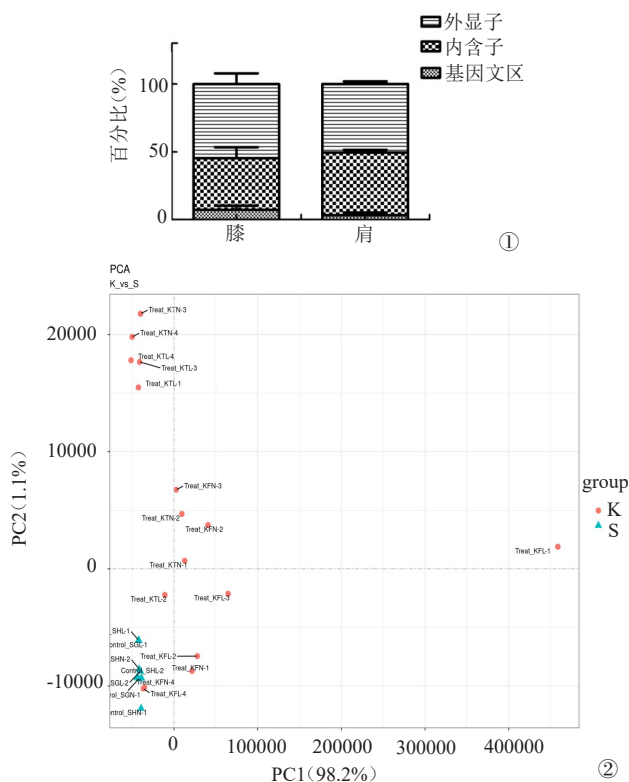 外显子
内含子
基因文区
百分比(%)
100
50
0
膝
肩
①
PCA
K_vs_S
Treat_KTN-3
Treat_KTN-4
Treat_KTL-4
Treat_KTL-3
Treat_KTL-1
Treat_KFN-3
Treat_KTN-2
Treat_KFN-2
Treat_KFL-1
Treat_KTN-1
Treat_KTL-2
Treat_KFL-3
_SHL-1
ontrol_SGL-1
Treat_KFL-2
_SHN-2
Control_SHL-2
Treat_KFN-1
_SGL-2
Treat_KFN-4
rol_SGN-1
Treat_KFL-4
ontrol_SHN-1
20000
10000
0
-10000
PC2(1.1%)
group
K
S
0
100000
200000
300000
400000
PC1(98.2%)
②